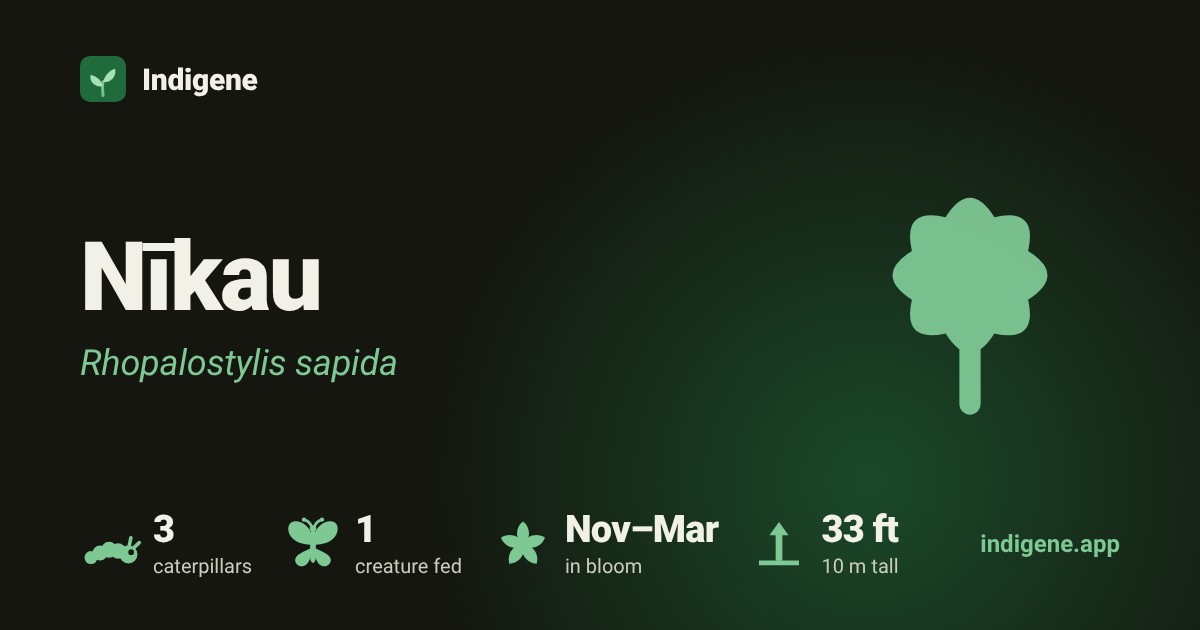 Indigene
Nīkau
Rhopalostylis sapida
3
caterpillars
1
creature fed
Nov–Mar
in bloom
33 ft
10 m tall
indigene.app